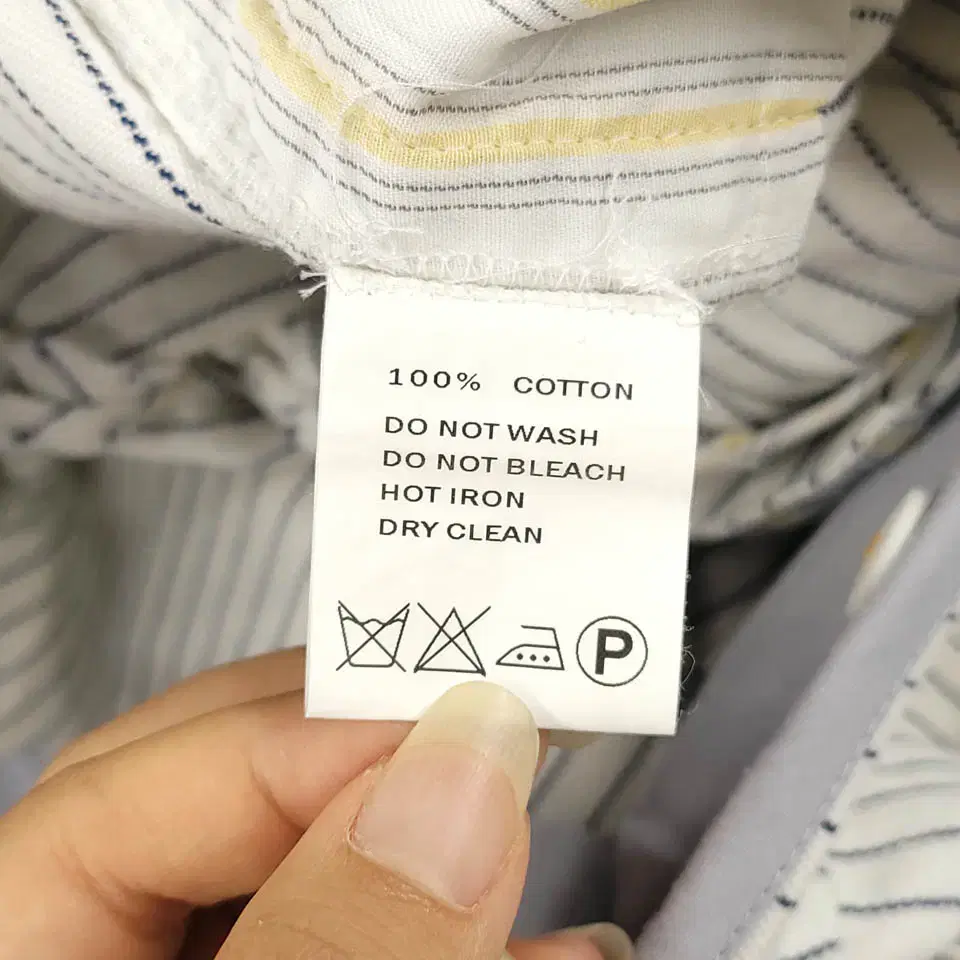 100% COTTON
DO NOT WASH
DO NOT BLEACH
HOT IRON
DRY CLEAN
P